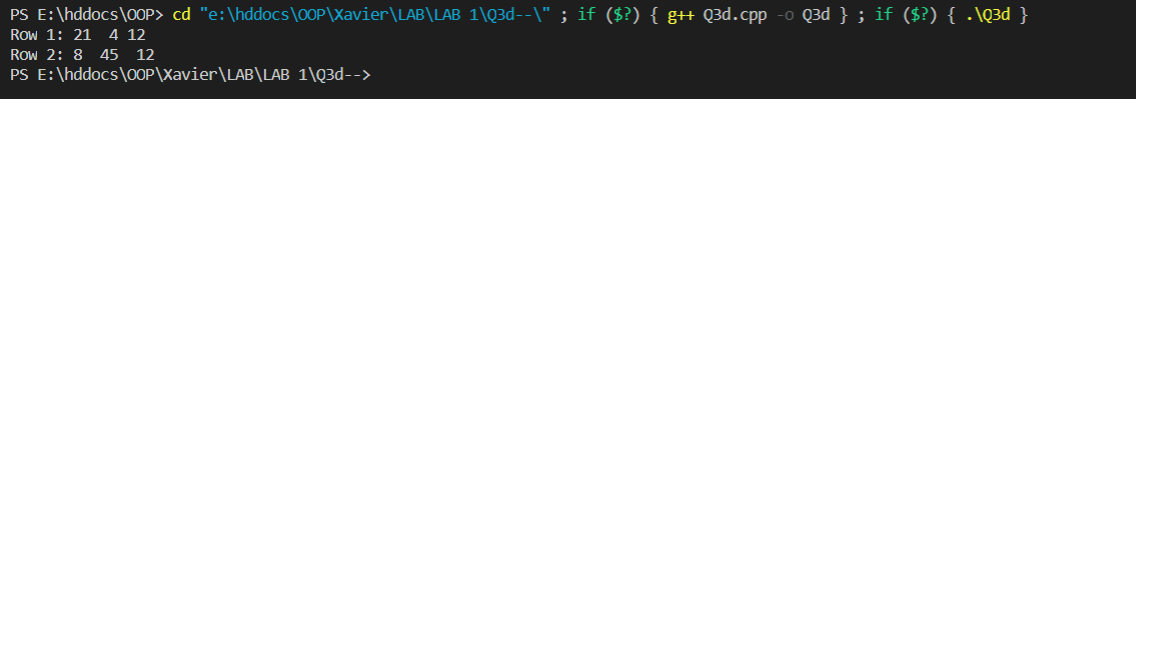 PS E:\hddocs\OOP> cd "e:\hddocs\OOP\Xavier\LAB\LAB 1\Q3d--\" ; if ($?) { g++ Q3d.cpp -o Q3d } ; if ($?) { .\Q3d }
Row 1: 21  4 12
Row 2: 8  45  12
PS E:\hddocs\OOP\Xavier\LAB\LAB 1\Q3d-->